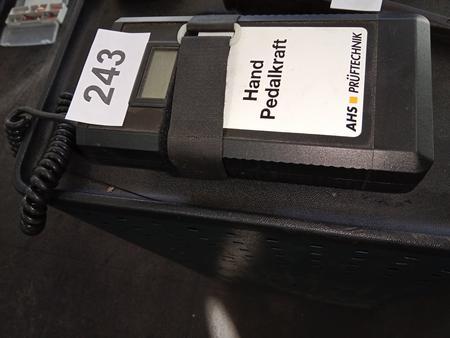 243
Hand
Pedalkraft
AHS PRÜFTECHNIK